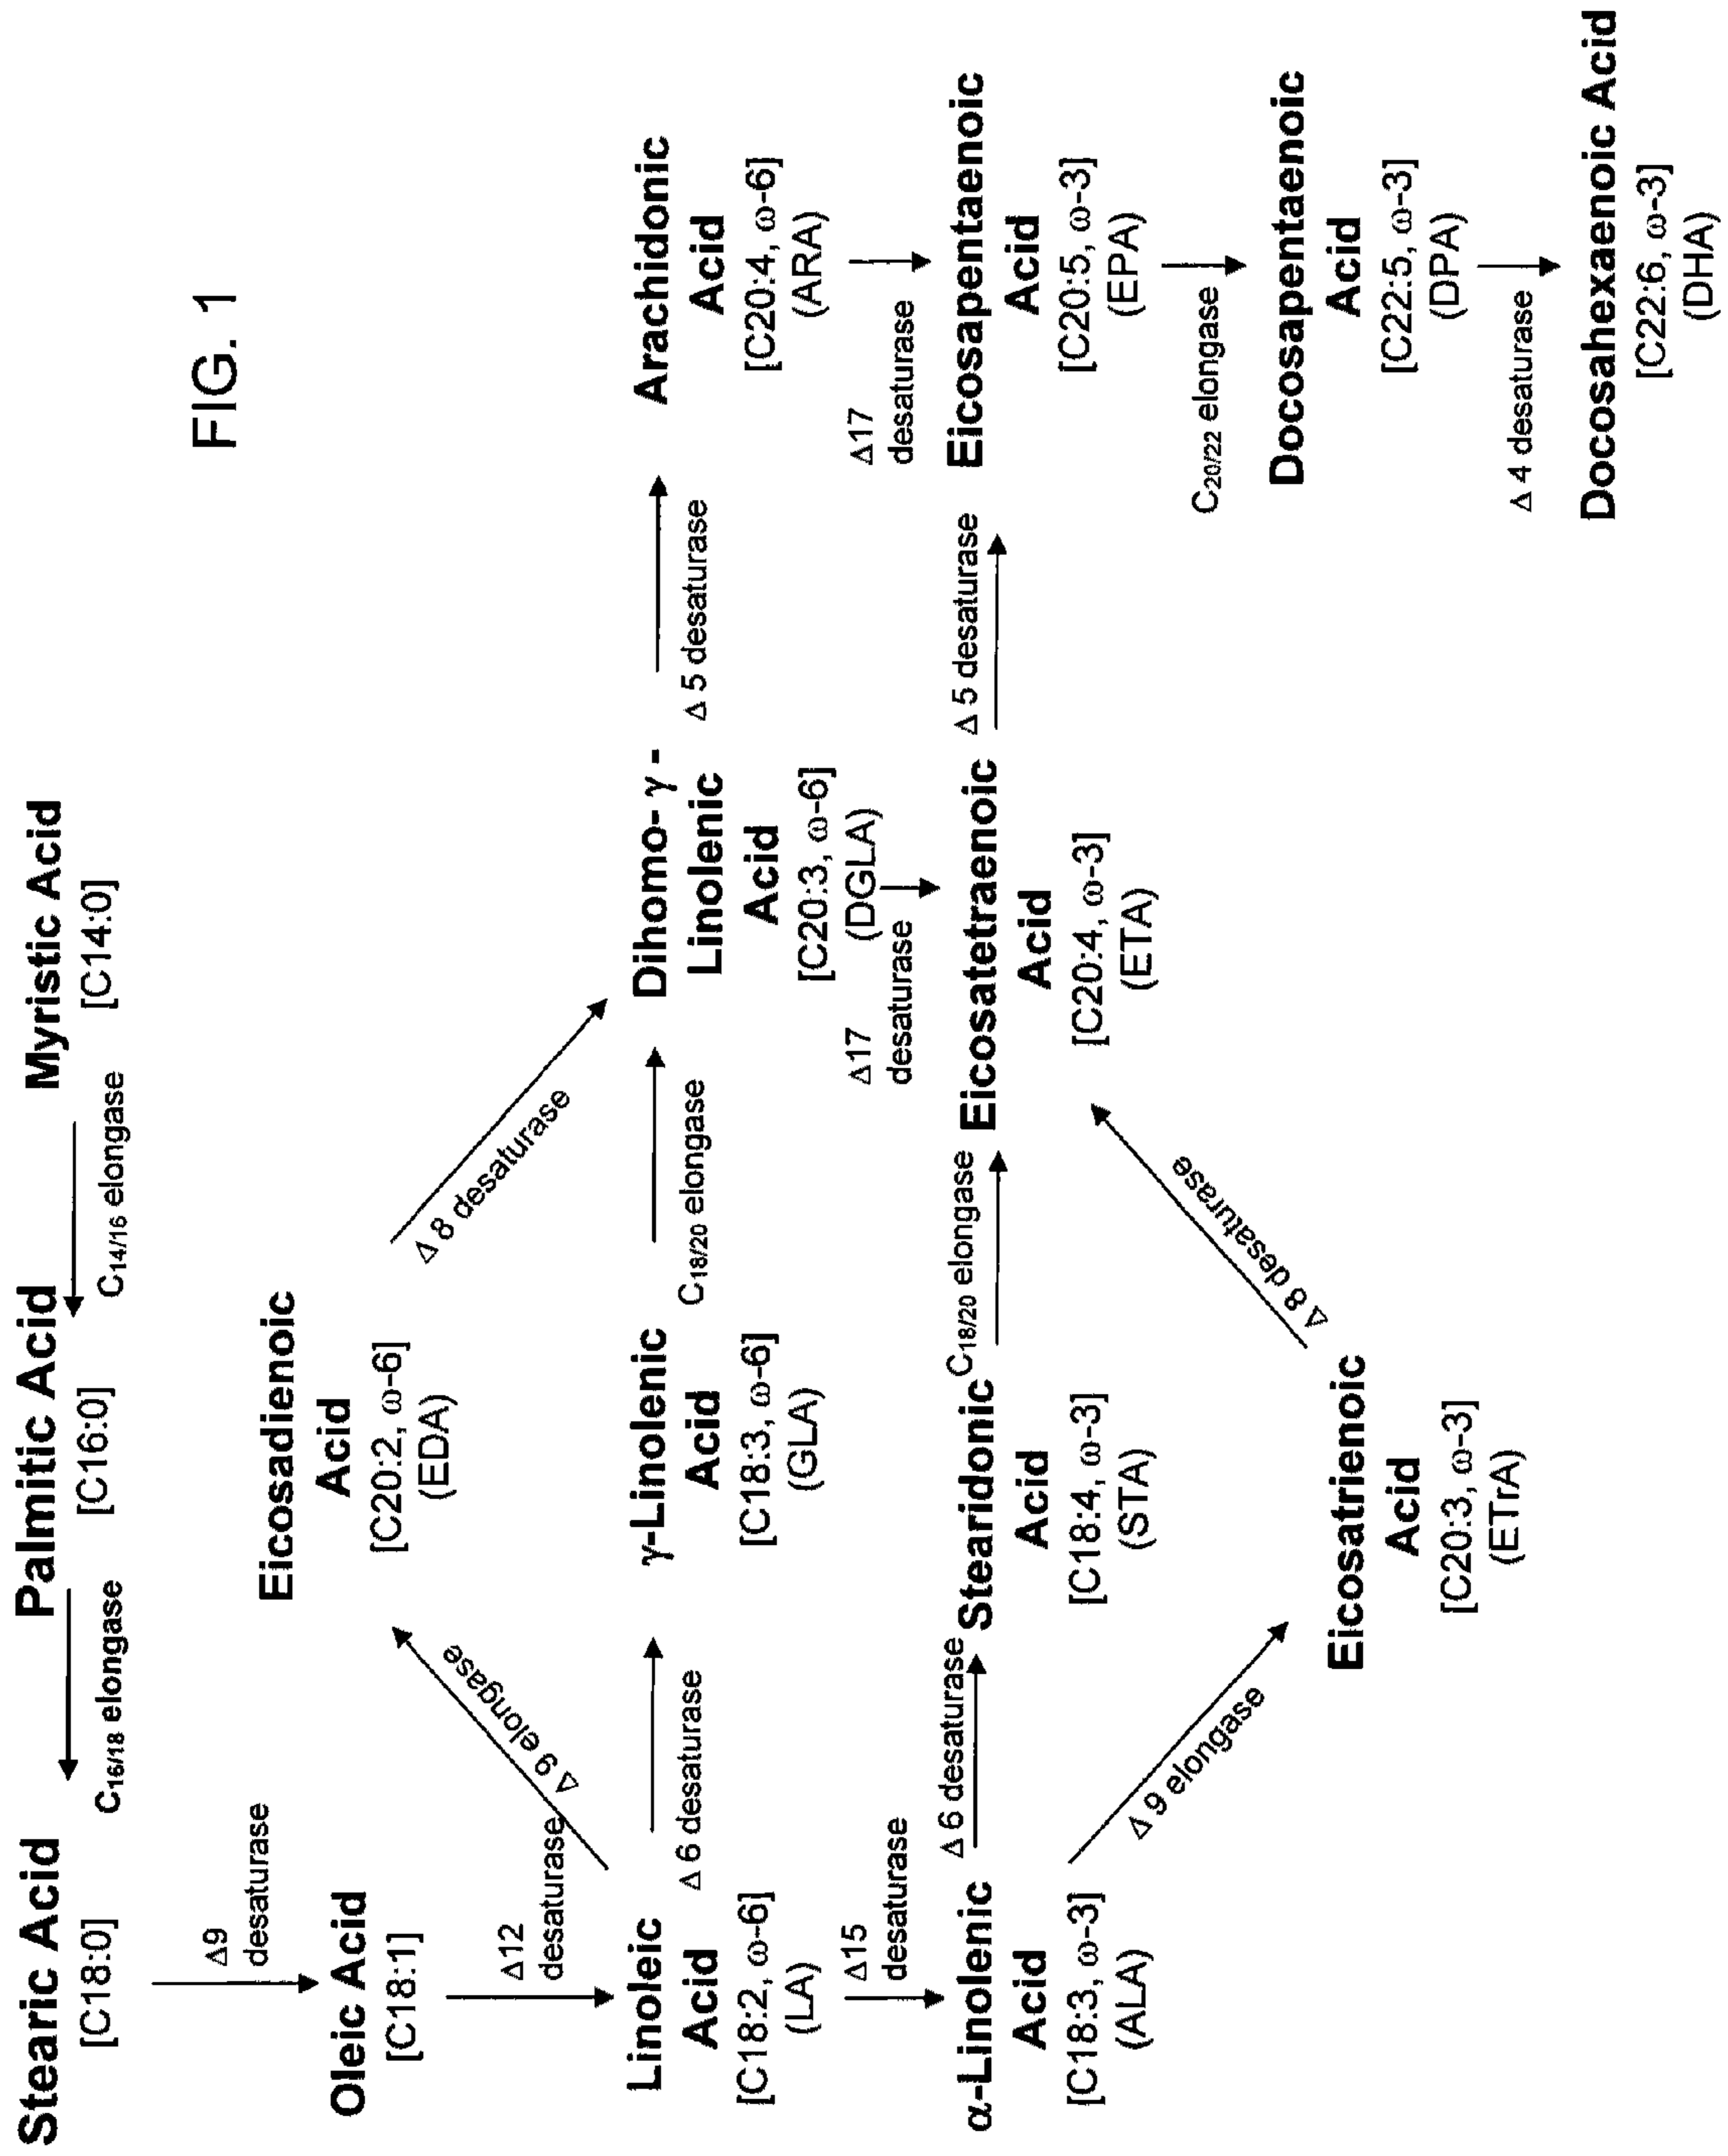 FIG. 1
Myristic Acid
[C14:0]
C14/16 elongase
Palmitic Acid
[C16:0]
C16/18 elongase
Stearic Acid
[C18:0]
Δ9
desaturase
Oleic Acid
[C18:1]
Δ12
desaturase
Linoleic
Acid
[C18:2, ω-6]
(LA)
Δ 9 elongase
Eicosadienoic
Acid
[C20:2, ω-6]
(EDA)
Δ 8 desaturase
Δ 6 desaturase
γ-Linolenic
Acid
[C18:3, ω-6]
(GLA)
C18/20 elongase
Dihomo- γ -
Linolenic
Acid
[C20:3, ω-6]
(DGLA)
Δ 5 desaturase
Arachidonic
Acid
[C20:4, ω-6]
(ARA)
Δ15
desaturase
Δ17
desaturase
Δ17
desaturase
α-Linolenic
Acid
[C18:3, ω-3]
(ALA)
Δ 6 desaturase
Stearidonic
Acid
[C18:4, ω-3]
(STA)
C18/20 elongase
Eicosatetraenoic
Acid
[C20:4, ω-3]
(ETA)
Δ 5 desaturase
Eicosapentaenoic
Acid
[C20:5, ω-3]
(EPA)
Δ 9 elongase
Eicosatrienoic
Acid
[C20:3, ω-3]
(ETrA)
Δ 8 desaturase
C20/22 elongase
Docosapentaenoic
Acid
[C22:5, ω-3]
(DPA)
Δ 4 desaturase
Docosahexaenoic Acid
[C22:6, ω-3]
(DHA)